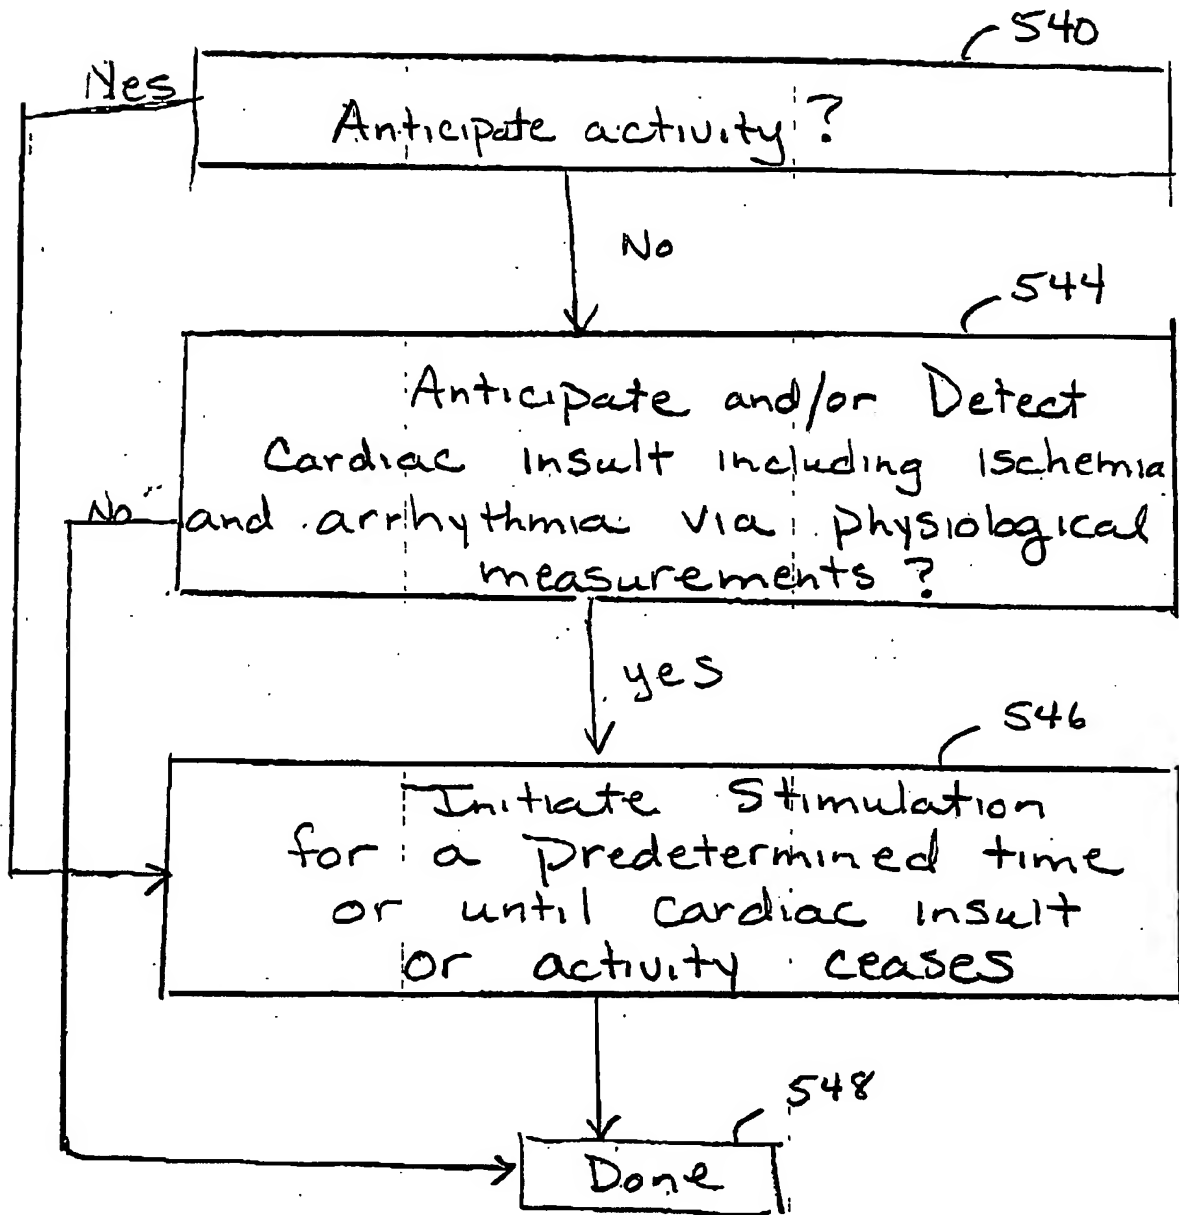 540
Yes
Anticipate activity?
No
544
Anticipate and/or Detect
Cardiac insult including ischemia
No and arrhythmia via physiological
measurements?
yes
546
Initiate Stimulation
for a predetermined time
or until cardiac insult
or activity ceases
548
Done